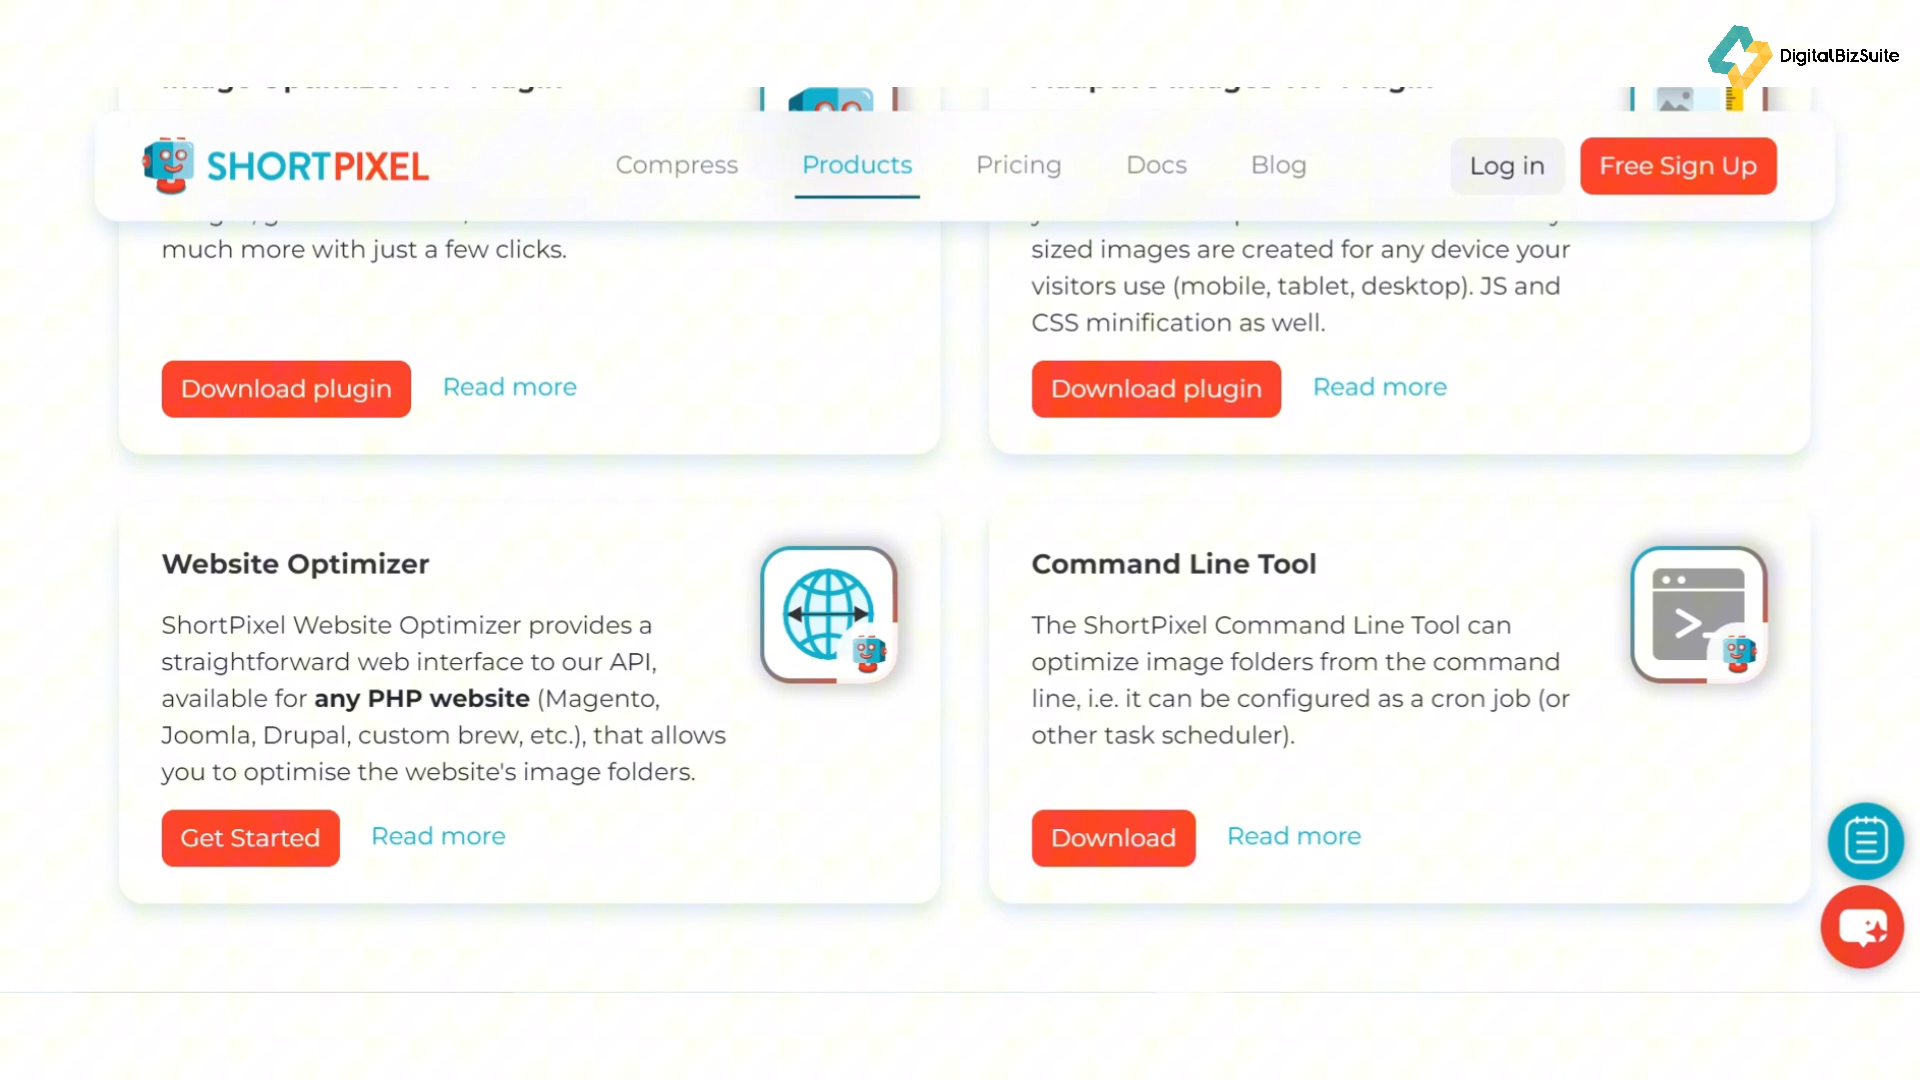 DigitalBizSuite
SHORTPIXEL
Compress
Products
Pricing
Docs
Blog
Log in
Free Sign Up
much more with just a few clicks.
Download plugin
Read more
sized images are created for any device your
visitors use (mobile, tablet, desktop). JS and
CSS minification as well.
Download plugin
Read more
Website Optimizer
ShortPixel Website Optimizer provides a
straightforward web interface to our API,
available for any PHP website (Magento,
Joomla, Drupal, custom brew, etc.), that allows
you to optimise the website's image folders.
Get Started
Read more
Command Line Tool
The ShortPixel Command Line Tool can
optimize image folders from the command
line, i.e. it can be configured as a cron job (or
other task scheduler).
Download
Read more